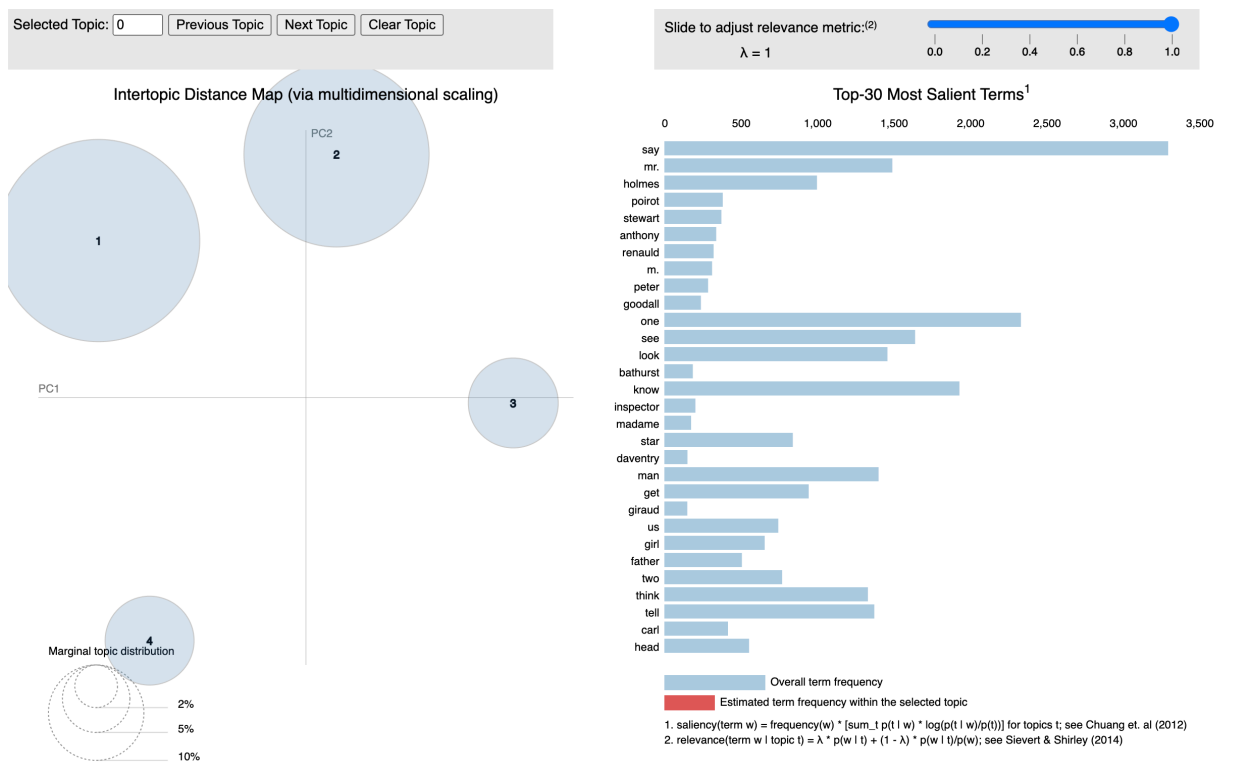 Selected Topic: 0 Previous Topic Next Topic Clear Topic
Slide to adjust relevance metric:(2)
λ = 1
0.0 0.2 0.4 0.6 0.8 1.0
Intertopic Distance Map (via multidimensional scaling)
PC2
PC1
1
2
3
4
Marginal topic distribution
2%
5%
10%
Top-30 Most Salient Terms1
0 500 1,000 1,500 2,000 2,500 3,000 3,500
say
mr.
holmes
poirot
stewart
anthony
renauld
m.
peter
goodall
one
see
look
bathurst
know
inspector
madame
star
daventry
man
get
giraud
us
girl
father
two
think
tell
carl
head
Overall term frequency
Estimated term frequency within the selected topic
1. saliency(term w) = frequency(w) * [sum_t p(t | w) * log(p(t | w)/p(t))] for topics t; see Chuang et. al (2012)
2. relevance(term w | topic t) = λ * p(w | t) + (1 - λ) * p(w | t)/p(w); see Sievert & Shirley (2014)